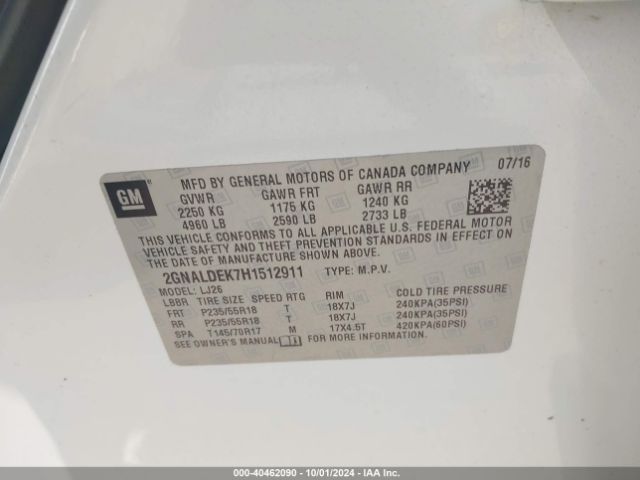 MFD BY GENERAL MOTORS OF CANADA COMPANY 07/16
GM
GVWR GAWR FRT GAWR RR
2250 KG 1175 KG 1240 KG
4960 LB 2590 LB 2733 LB
THIS VEHICLE CONFORMS TO ALL APPLICABLE U.S. FEDERAL MOTOR
VEHICLE SAFETY AND THEFT PREVENTION STANDARDS IN EFFECT ON
THE DATE OF MANUFACTURE SHOWN ABOVE.
2GNALDEK7H1512911 TYPE: M.P.V.
MODEL: LJ26
LBBR TIRE SIZE SPEED RTG RIM COLD TIRE PRESSURE
FRT P235/55R18 T 18X7J 240KPA(35PSI)
RR P235/55R18 T 18X7J 240KPA(35PSI)
SPA T145/70R17 M 17X4.5T 420KPA(60PSI)
SEE OWNER'S MANUAL FOR MORE INFORMATION.
000-40462090 - 10/01/2024 - IAA Inc.